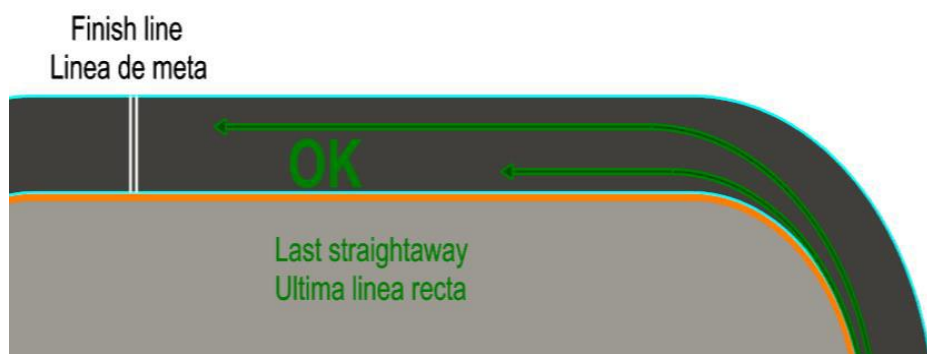 Finish line
Linea de meta
OK
Last straightaway
Ultima linea recta